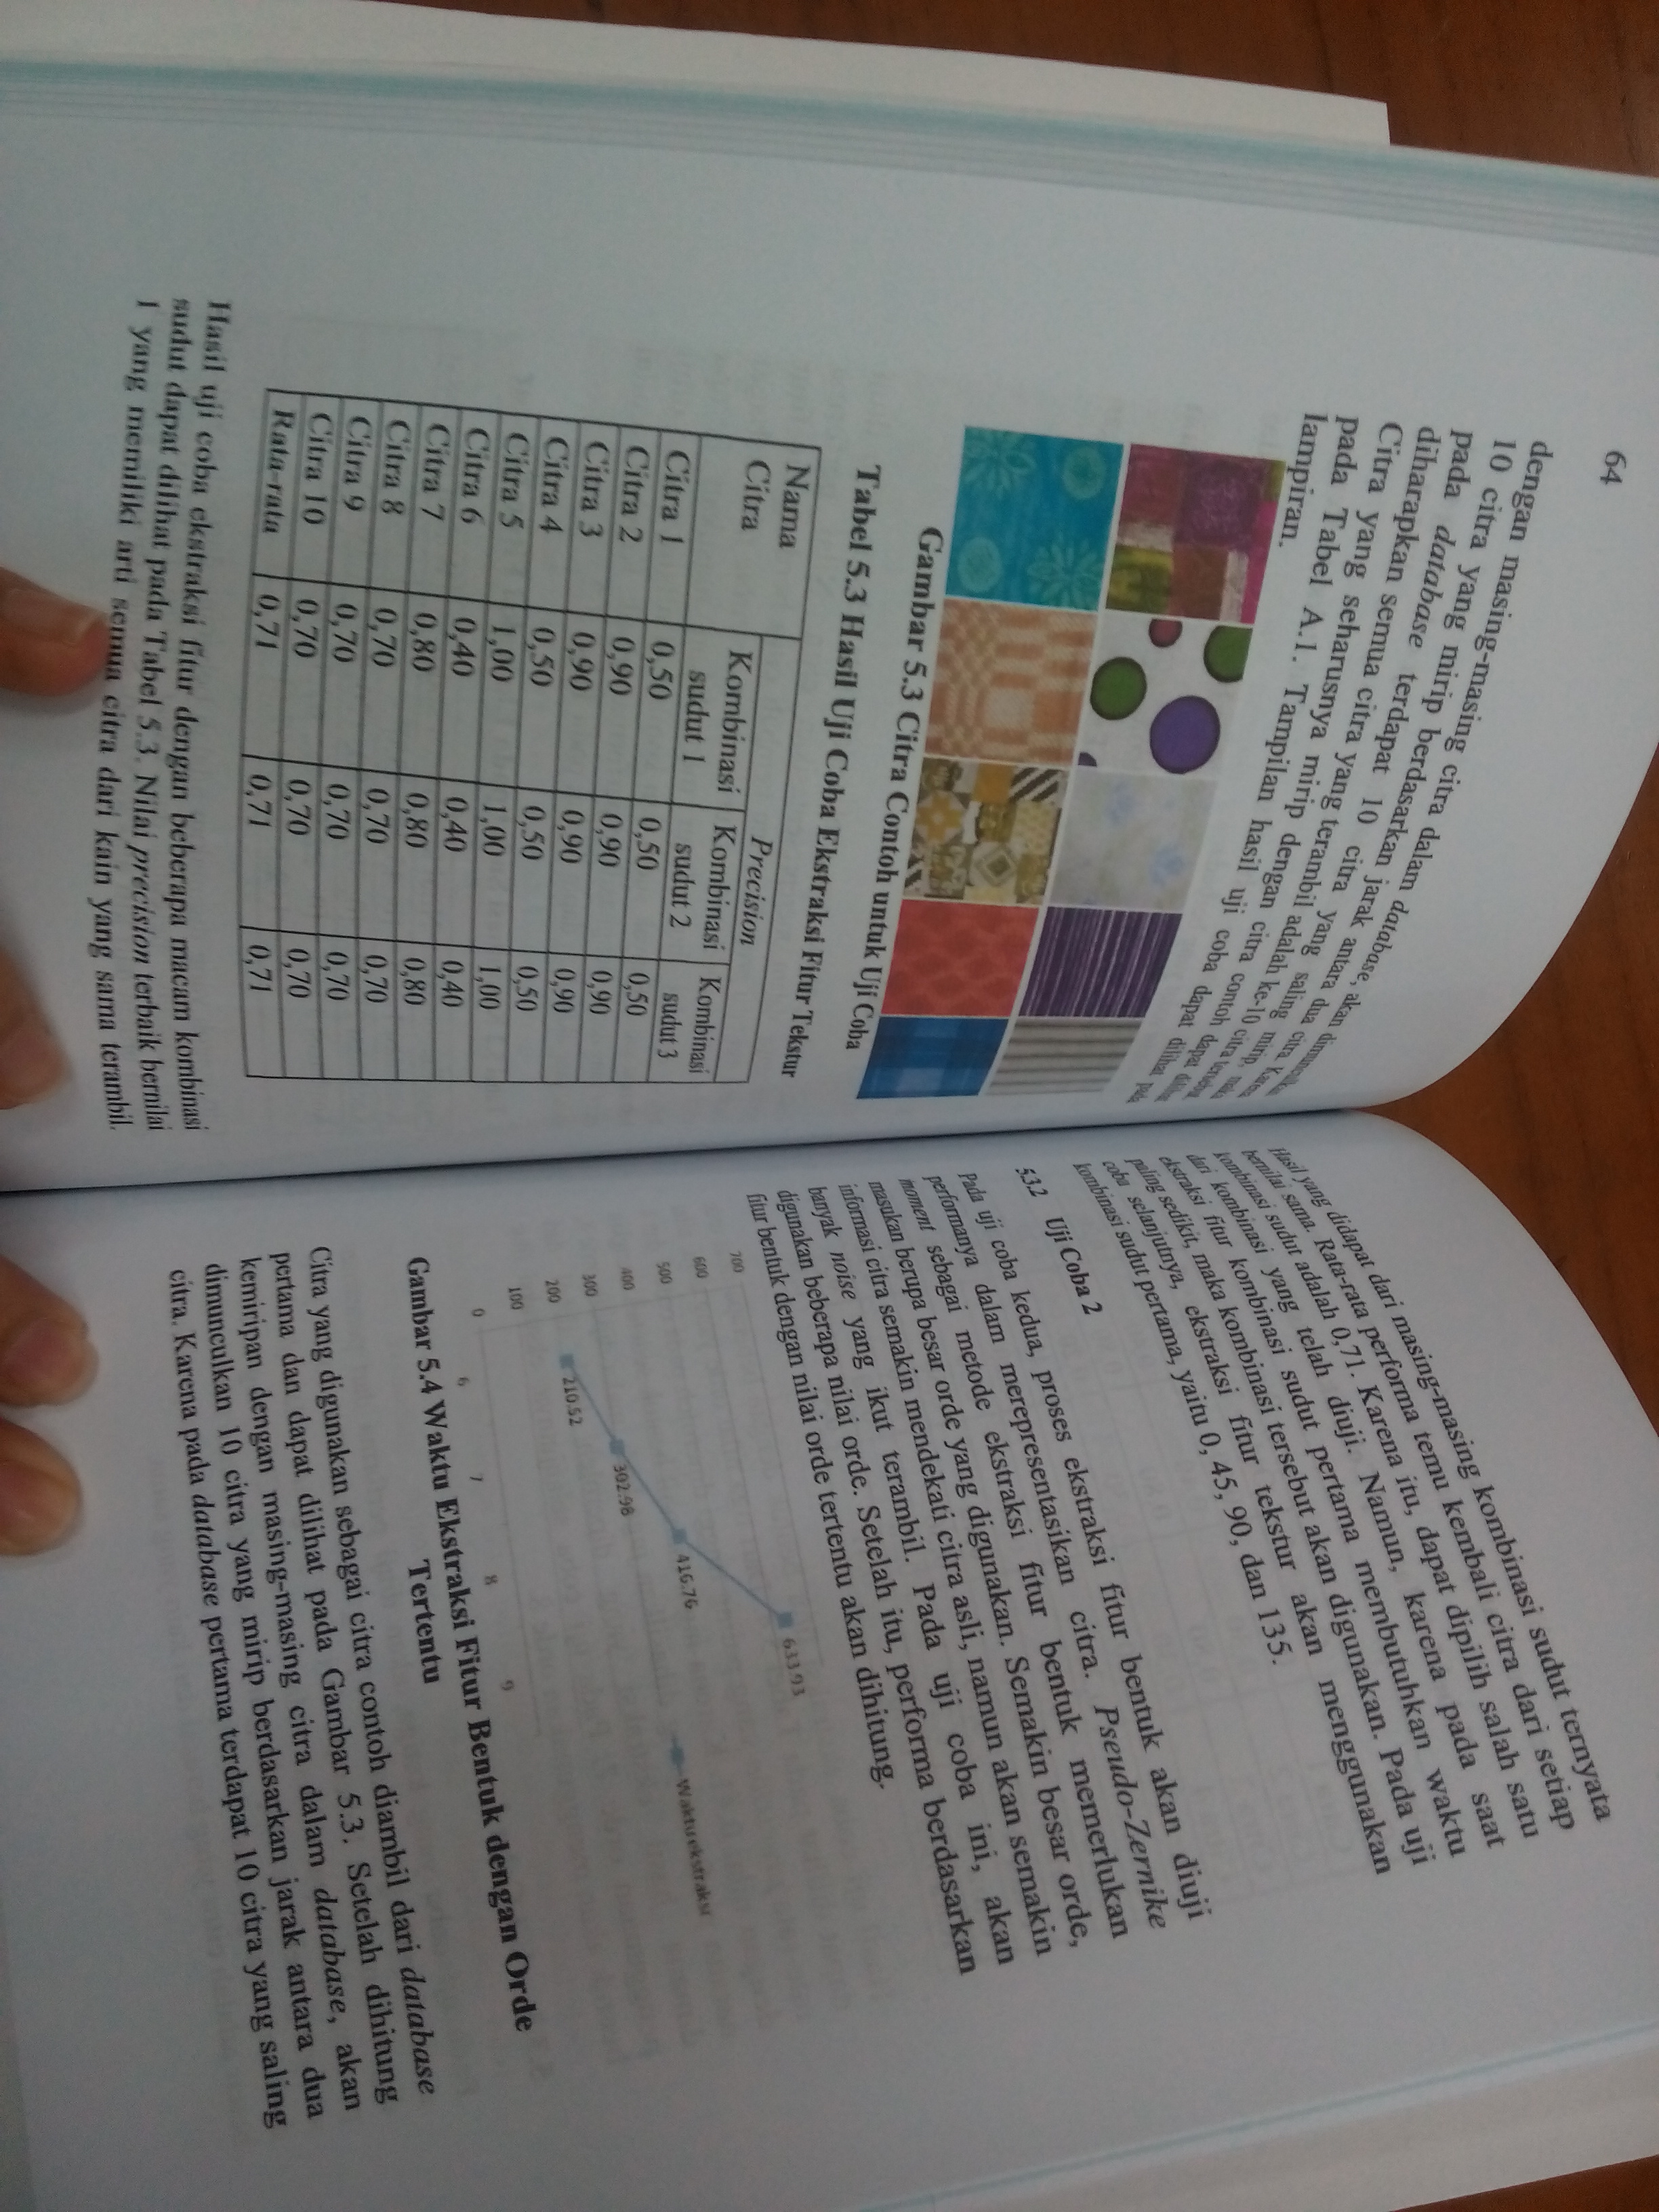 64
dengan masing-masing citra dalam database, akan dimunculkan
10 citra yang mirip berdasarkan jarak antara dua citra. Karena
pada database terdapat 10 citra yang saling mirip, maka
diharapkan semua citra yang terambil adalah ke-10 citra tersebut.
Citra yang seharusnya mirip dengan citra contoh dapat dilihat
pada Tabel A.1. Tampilan hasil uji coba dapat dilihat pada
lampiran.
Gambar 5.3 Citra Contoh untuk Uji Coba
Tabel 5.3 Hasil Uji Coba Ekstraksi Fitur Tekstur
Nama Citra
Precision
Kombinasi sudut 1 Kombinasi sudut 2 Kombinasi sudut 3
Citra 1 0,50 0,50 0,50
Citra 2 0,90 0,90 0,90
Citra 3 0,90 0,90 0,90
Citra 4 0,50 0,50 0,50
Citra 5 1,00 1,00 1,00
Citra 6 0,40 0,40 0,40
Citra 7 0,80 0,80 0,80
Citra 8 0,70 0,70 0,70
Citra 9 0,70 0,70 0,70
Citra 10 0,70 0,70 0,70
Rata-rata 0,71 0,71 0,71
Hasil uji coba ekstraksi fitur dengan beberapa macam kombinasi
sudut dapat dilihat pada Tabel 5.3. Nilai precision terbaik bernilai
1 yang memiliki arti semua citra dari kain yang sama terambil.
Hasil yang didapat dari masing-masing kombinasi sudut ternyata
bernilai sama. Rata-rata performa temu kembali citra dari setiap
kombinasi sudut adalah 0,71. Karena itu, dapat dipilih salah satu
dari kombinasi yang telah diuji. Namun, karena pada saat
ekstraksi fitur kombinasi sudut pertama membutuhkan waktu
paling sedikit, maka kombinasi tersebut akan digunakan. Pada uji
coba selanjutnya, ekstraksi fitur tekstur akan menggunakan
kombinasi sudut pertama, yaitu 0, 45, 90, dan 135.
5.3.2 Uji Coba 2
Pada uji coba kedua, proses ekstraksi fitur bentuk akan diuji
performanya dalam merepresentasikan citra. Pseudo-Zernike
moment sebagai metode ekstraksi fitur bentuk memerlukan
masukan berupa besar orde yang digunakan. Semakin besar orde,
informasi citra semakin mendekati citra asli, namun akan semakin
banyak noise yang ikut terambil. Pada uji coba ini, akan
digunakan beberapa nilai orde. Setelah itu, performa berdasarkan
fitur bentuk dengan nilai orde tertentu akan dihitung.
700
600
500
400
300
200
100
0
633.93
416.76
302.98
210.52
Waktu ekstraksi
6 7 8 9
Gambar 5.4 Waktu Ekstraksi Fitur Bentuk dengan Orde
Tertentu
Citra yang digunakan sebagai citra contoh diambil dari database
pertama dan dapat dilihat pada Gambar 5.3. Setelah dihitung
kemiripan dengan masing-masing citra dalam database, akan
dimunculkan 10 citra yang mirip berdasarkan jarak antara dua
citra. Karena pada database pertama terdapat 10 citra yang saling